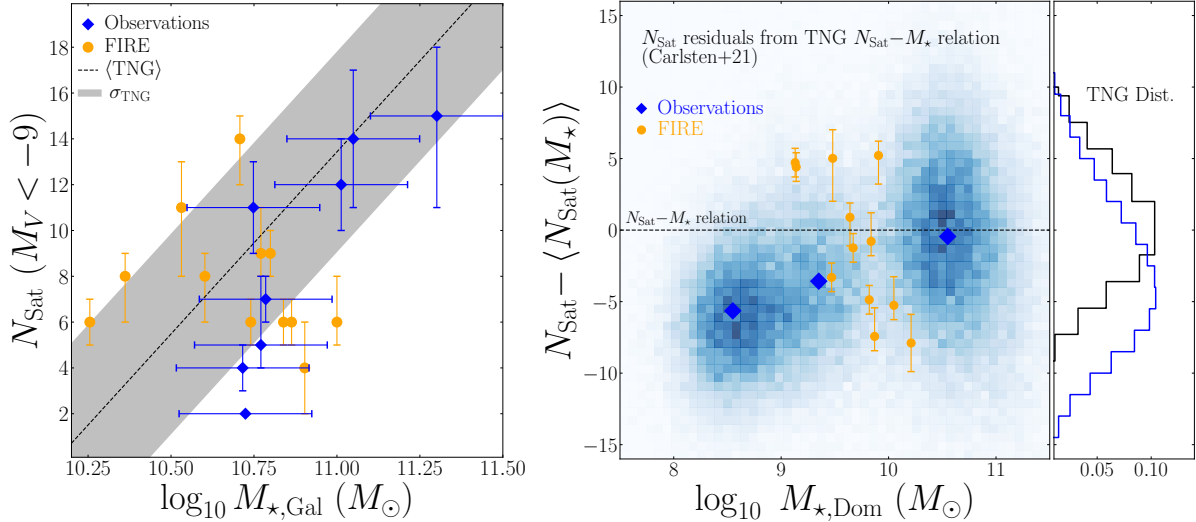 N_Sat (M_V < −9)
18
16
14
12
10
8
6
4
2
Observations
FIRE
⟨TNG⟩
σ_TNG
10.25
10.50
10.75
11.00
11.25
11.50
log₁₀ M_⋆,Gal (M_⊙)
N_Sat − ⟨N_Sat(M_⋆)⟩
15
10
5
0
−5
−10
−15
N_Sat residuals from TNG N_Sat−M_⋆ relation
(Carlsten+21)
Observations
FIRE
N_Sat−M_⋆ relation
8
9
10
11
log₁₀ M_⋆,Dom (M_⊙)
TNG Dist.
0.05
0.10